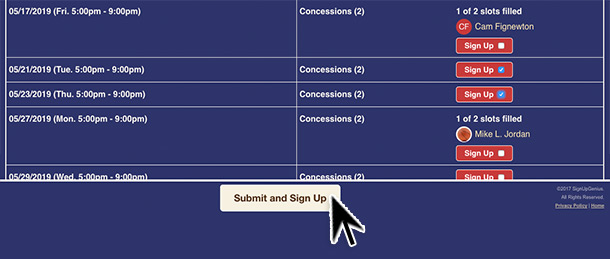 05/17/2019 (Fri. 5:00pm - 9:00pm) Concessions (2) 1 of 2 slots filled
CF Cam Fignewton
Sign Up
05/21/2019 (Tue. 5:00pm - 9:00pm) Concessions (2) Sign Up
05/23/2019 (Thu. 5:00pm - 9:00pm) Concessions (2) Sign Up
05/27/2019 (Mon. 5:00pm - 9:00pm) Concessions (2) 1 of 2 slots filled
Mike L. Jordan
Sign Up
05/29/2019 (Wed. 5:00pm - 9:00pm) Concessions (2) Sign Up
Submit and Sign Up
©2017 SignUpGenius.
All Rights Reserved.
Privacy Policy | Home